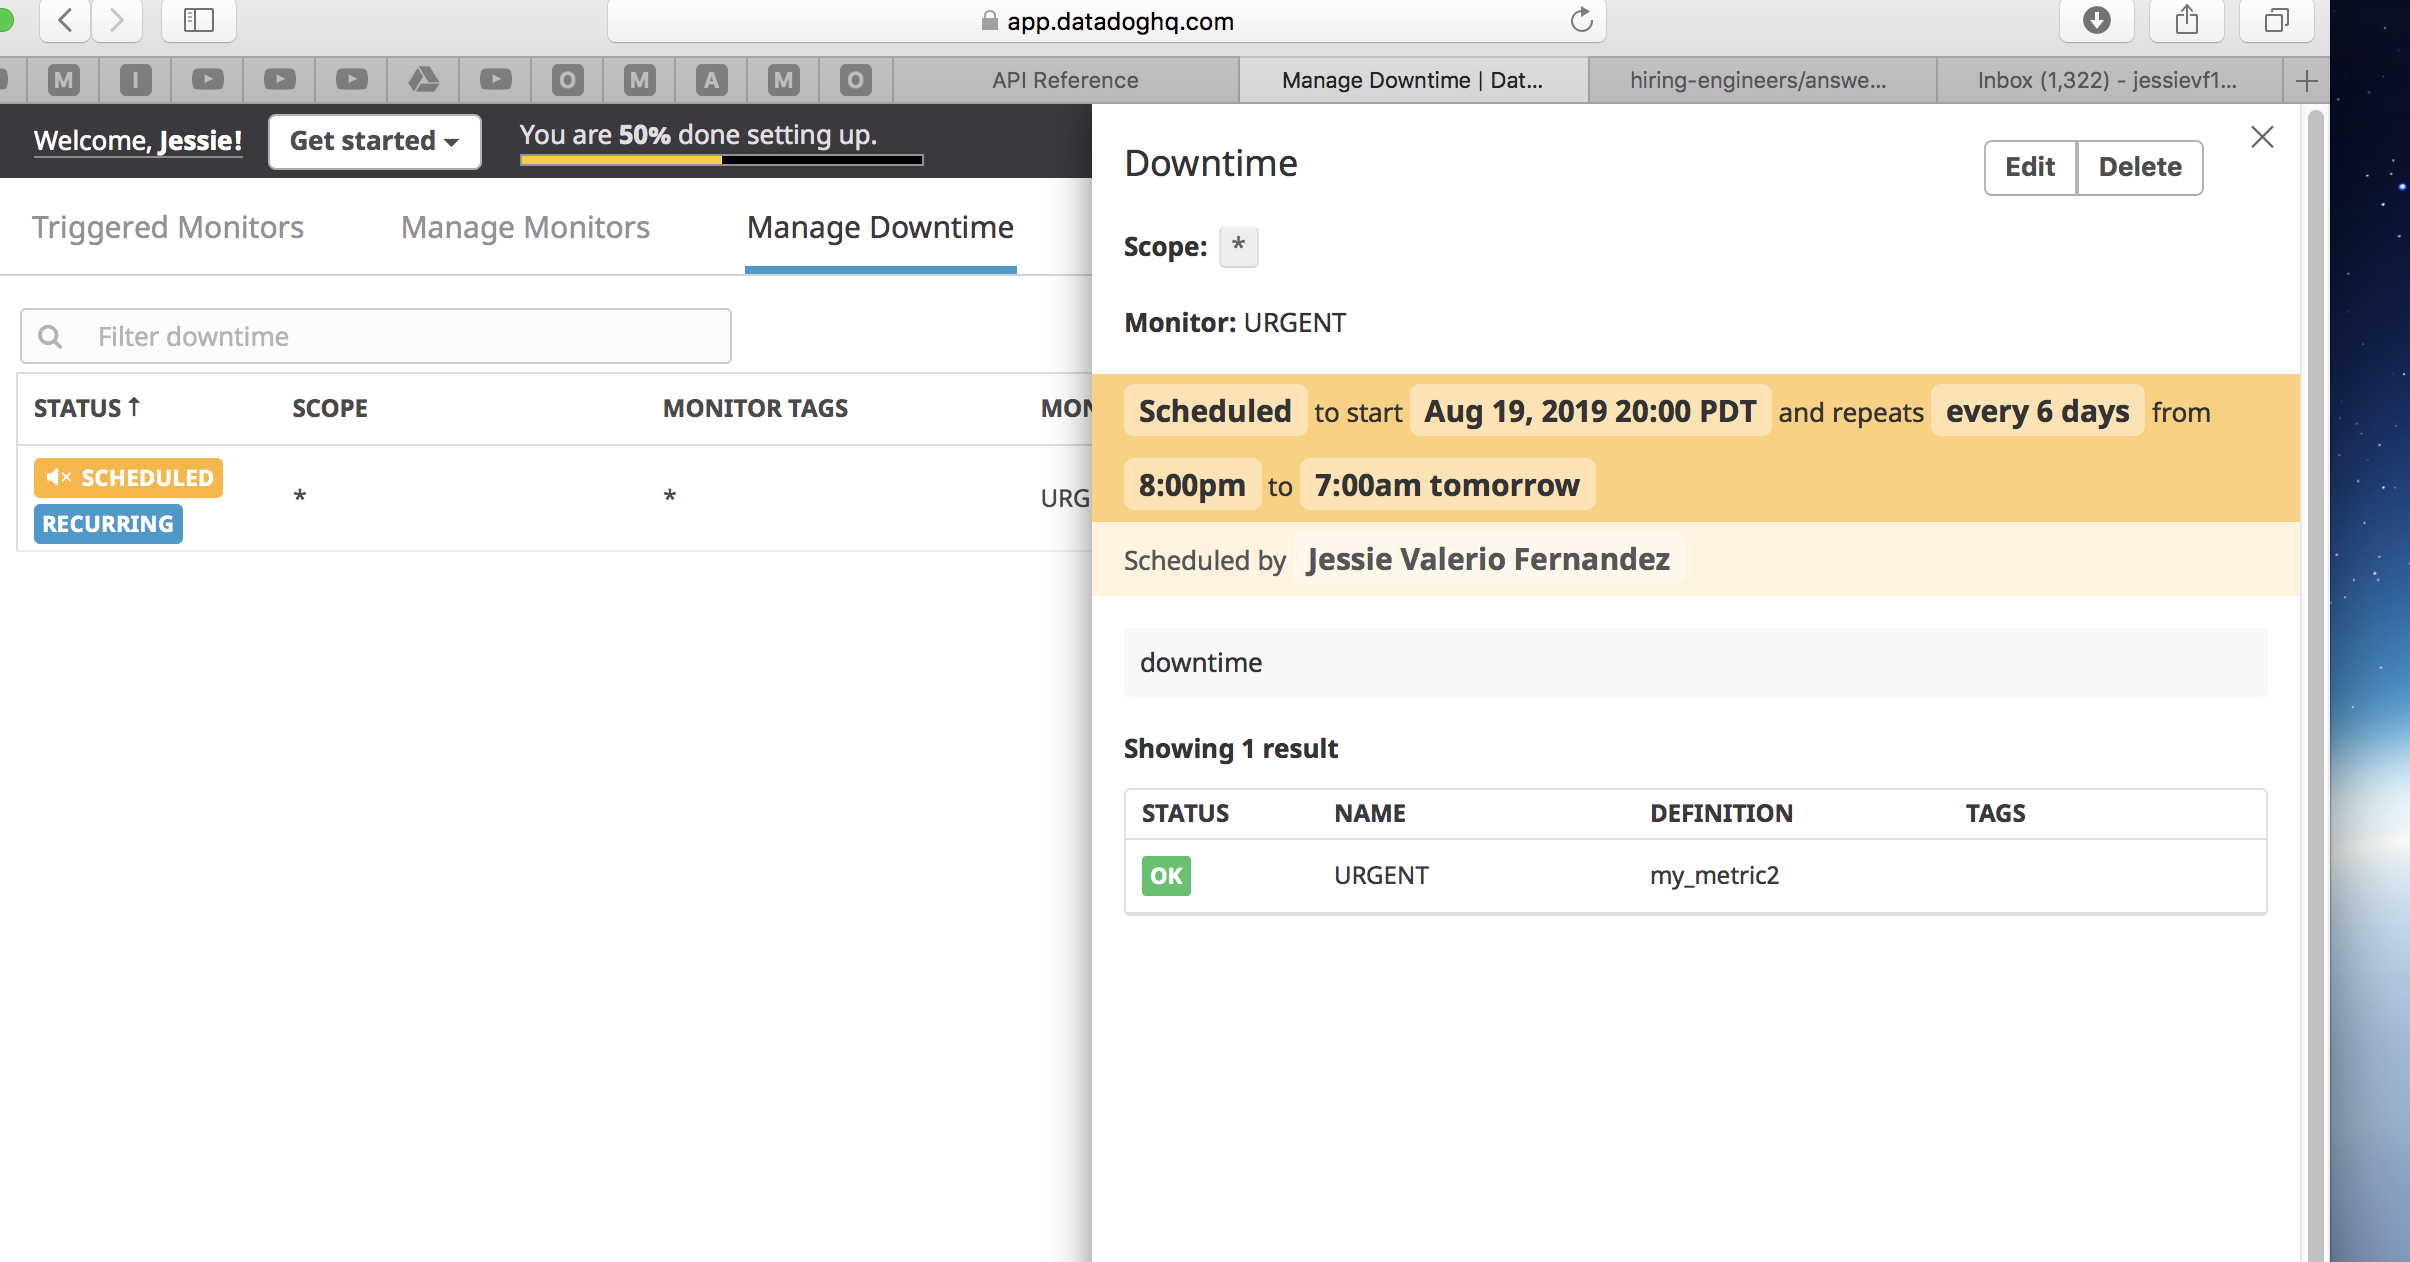 app.datadoghq.com
M I O M A M O API Reference Manage Downtime | Dat... hiring-engineers/answe... Inbox (1,322) - jessievf1... +
Welcome, Jessie! Get started You are 50% done setting up.
Triggered Monitors Manage Monitors Manage Downtime
Filter downtime
STATUS ↑ SCOPE MONITOR TAGS MON
SCHEDULED
RECURRING
* * URG
Downtime
Edit Delete
Scope: *
Monitor: URGENT
Scheduled to start Aug 19, 2019 20:00 PDT and repeats every 6 days from
8:00pm to 7:00am tomorrow
Scheduled by Jessie Valerio Fernandez
downtime
Showing 1 result
STATUS NAME DEFINITION TAGS
OK URGENT my_metric2